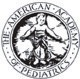 THE · AMERICAN · ACADEMY
OF PEDIATRICS